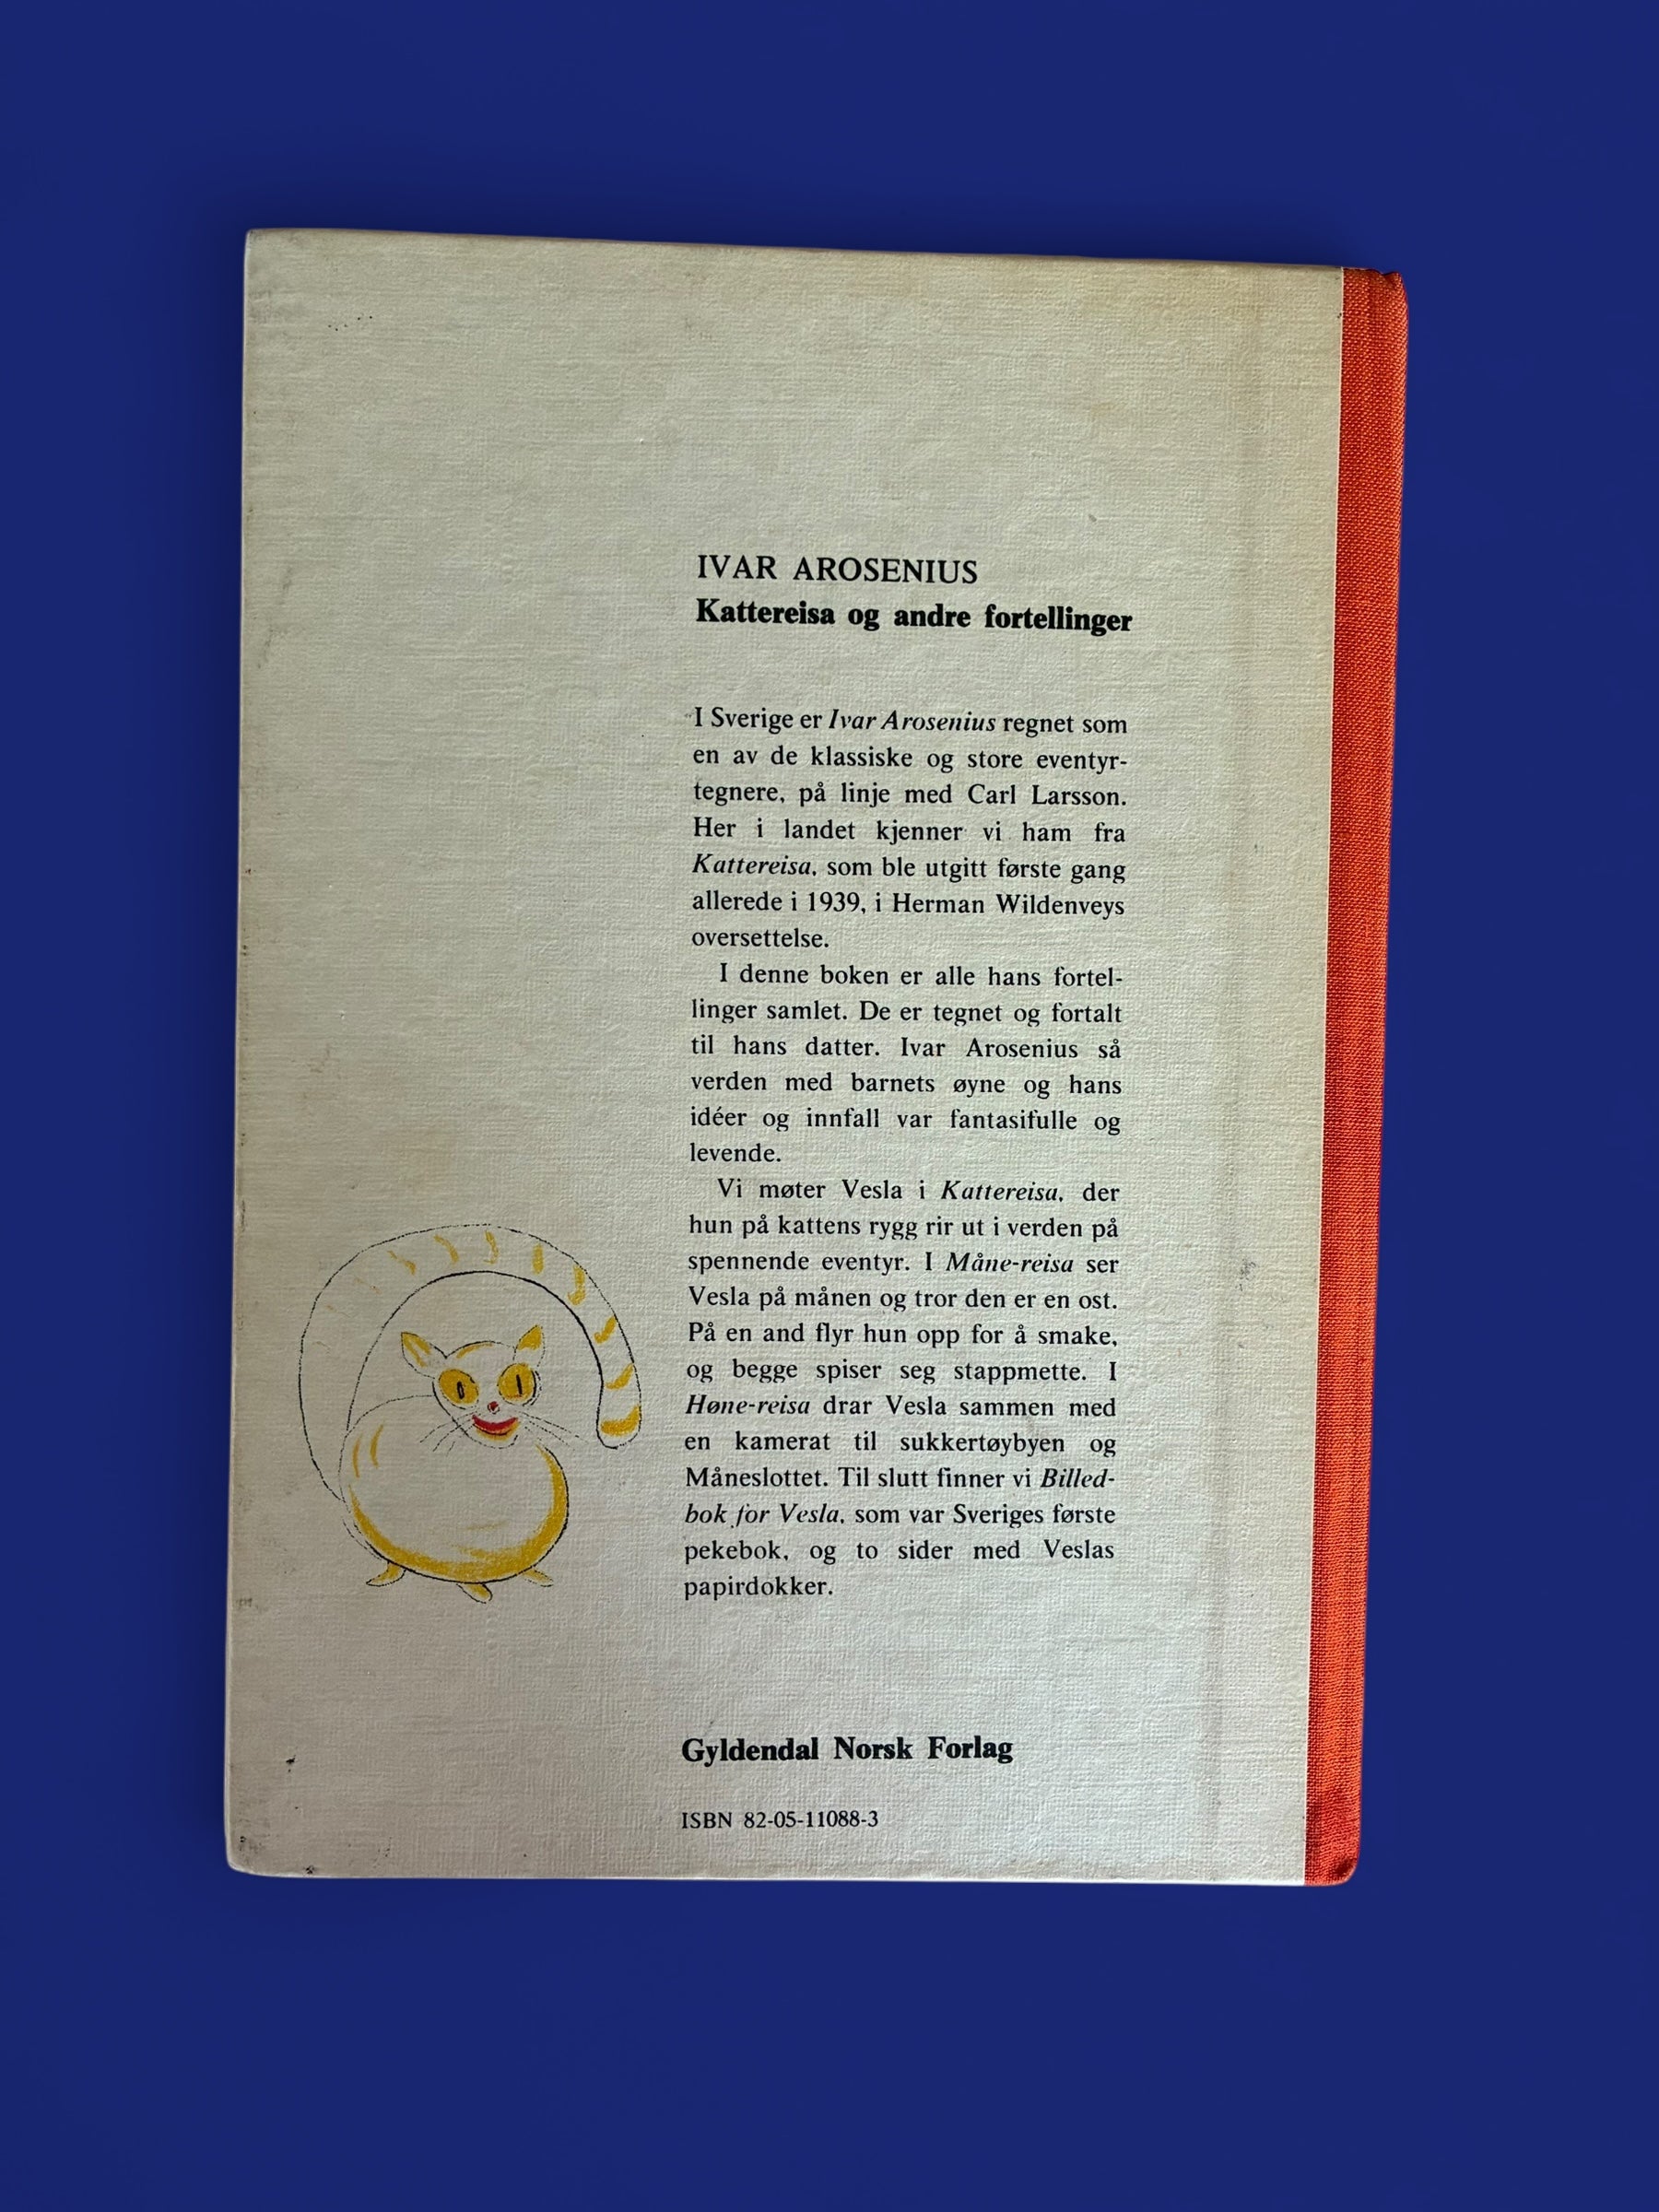 IVAR AROSENIUS
Kattereisa og andre fortellinger
I Sverige er Ivar Arosenius regnet som
en av de klassiske og store eventyr-
tegnere, på linje med Carl Larsson.
Her i landet kjenner vi ham fra
Kattereisa, som ble utgitt første gang
allerede i 1939, i Herman Wildenveys
oversettelse.
I denne boken er alle hans fortel-
linger samlet. De er tegnet og fortalt
til hans datter. Ivar Arosenius så
verden med barnets øyne og hans
idéer og innfall var fantasifulle og
levende.
Vi møter Vesla i Kattereisa, der
hun på kattens rygg rir ut i verden på
spennende eventyr. I Måne-reisa ser
Vesla på månen og tror den er en ost.
På en and flyr hun opp for å smake,
og begge spiser seg stappmette. I
Høne-reisa drar Vesla sammen med
en kamerat til sukkertøybyen og
Måneslottet. Til slutt finner vi Billed-
bok for Vesla, som var Sveriges første
pekebok, og to sider med Veslas
papirdokker.
Gyldendal Norsk Forlag
ISBN 82-05-11088-3